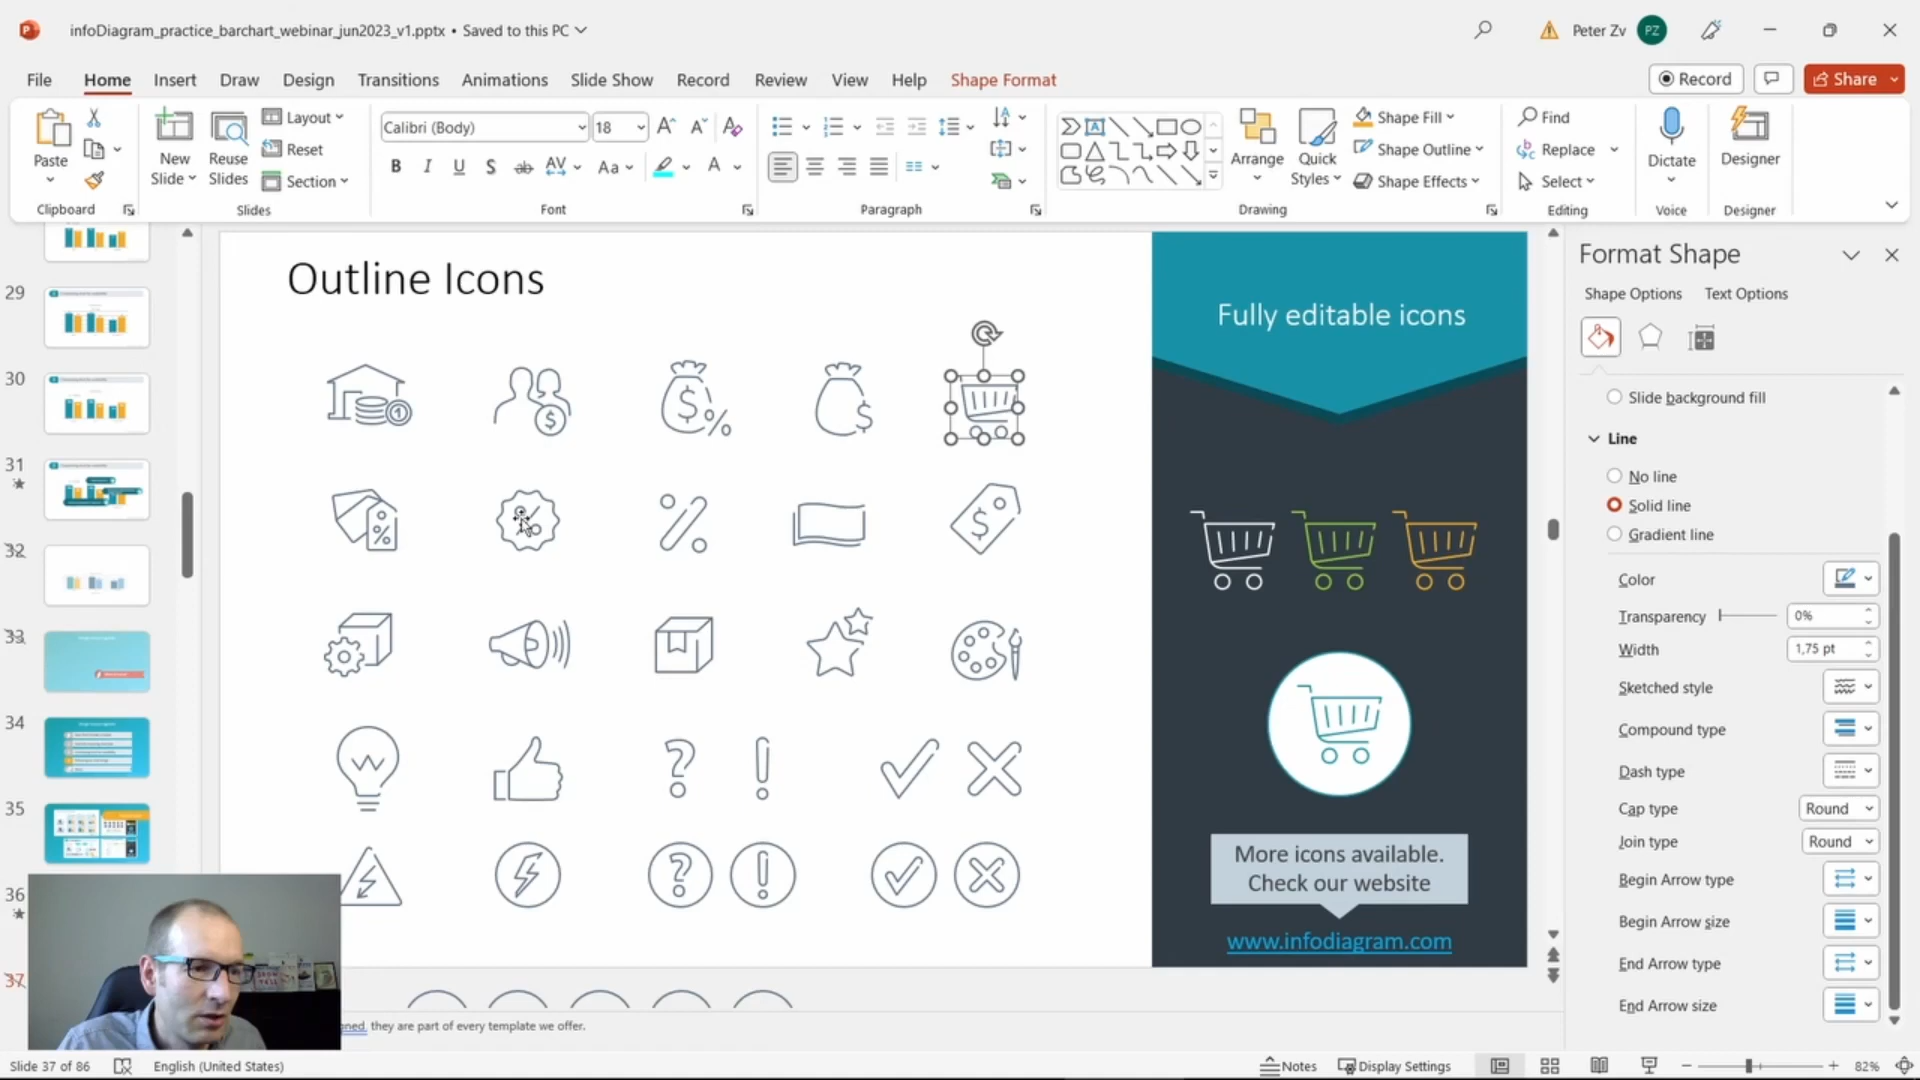 infoDiagram_practice_barchart_webinar_jun2023_v1.pptx • Saved to this PC
Peter Zv
PZ
File Home Insert Draw Design Transitions Animations Slide Show Record Review View Help Shape Format
Record
Share
Paste
Clipboard
New Slide
Reuse Slides
Layout
Reset
Section
Slides
Calibri (Body)
18
B I U S ab AV Aa A
Font
Paragraph
Arrange
Quick Styles
Shape Fill
Shape Outline
Shape Effects
Drawing
Find
Replace
Select
Editing
Dictate
Voice
Designer
Designer
29
30
31
32
33
34
35
36
37
Outline Icons
Fully editable icons
More icons available.
Check our website
www.infodiagram.com
they are part of every template we offer.
Format Shape
Shape Options Text Options
Slide background fill
Line
No line
Solid line
Gradient line
Color
Transparency 0%
Width 1,75 pt
Sketched style
Compound type
Dash type
Cap type Round
Join type Round
Begin Arrow type
Begin Arrow size
End Arrow type
End Arrow size
Slide 37 of 86
English (United States)
Notes
Display Settings
82%